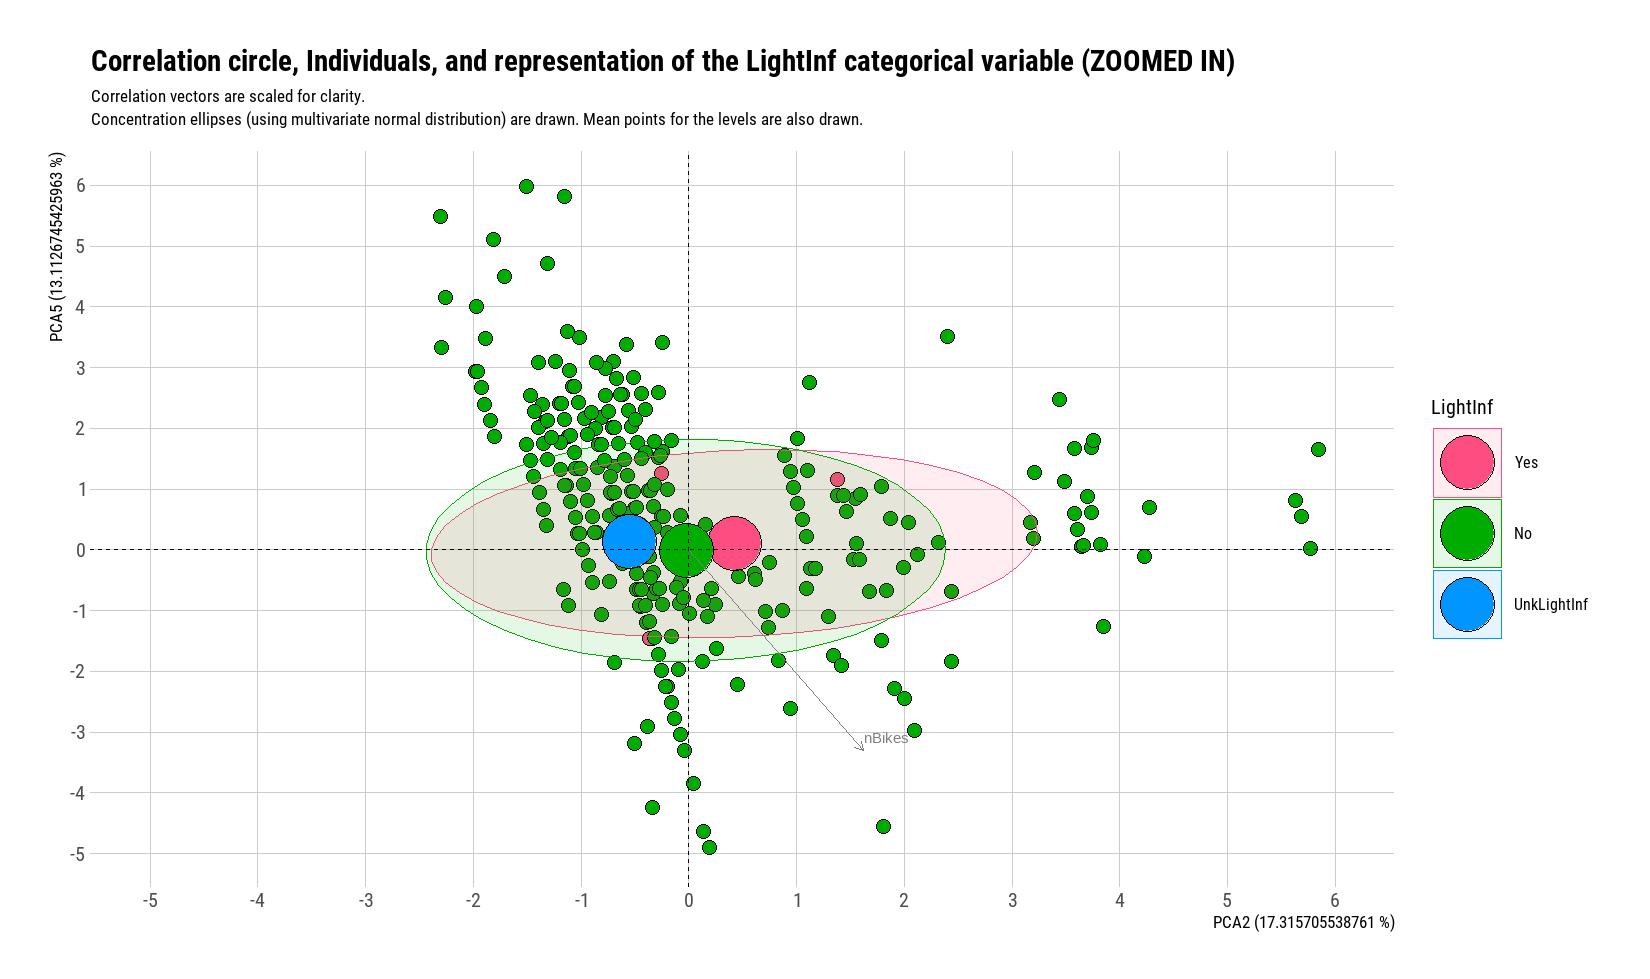 Correlation circle, Individuals, and representation of the LightInf categorical variable (ZOOMED IN)
Correlation vectors are scaled for clarity.
Concentration ellipses (using multivariate normal distribution) are drawn. Mean points for the levels are also drawn.
PCA5 (13.1126745425963 %)
6
5
4
3
2
1
0
-1
-2
-3
-4
-5
nBikes
-5
-4
-3
-2
-1
0
1
2
3
4
5
6
PCA2 (17.315705538761 %)
LightInf
Yes
No
UnkLightInf